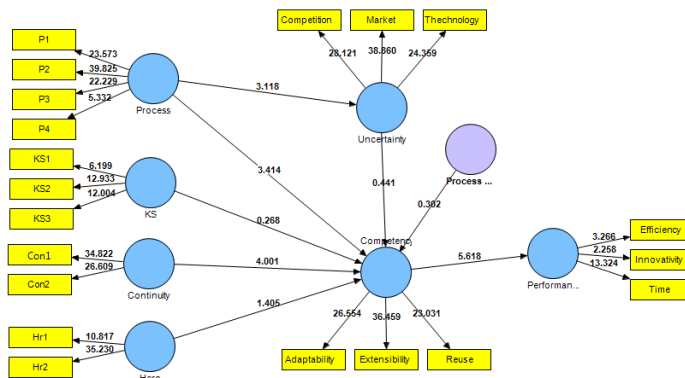 Competition
Market
Thechnology
P1
P2
P3
P4
23.573
39.825
22.229
5.332
Process
28.121
38.860
24.359
Uncertainty
3.118
3.414
0.441
0.302
Process ...
KS1
KS2
KS3
6.199
12.933
12.004
KS
0.268
Con1
Con2
34.822
26.609
Continuity
4.001
Competency
5.618
Performan...
3.266
2.258
13.324
Efficiency
Innovativity
Time
Hr1
Hr2
10.817
35.230
1.405
26.554
36.459
23.031
Adaptability
Extensibility
Reuse